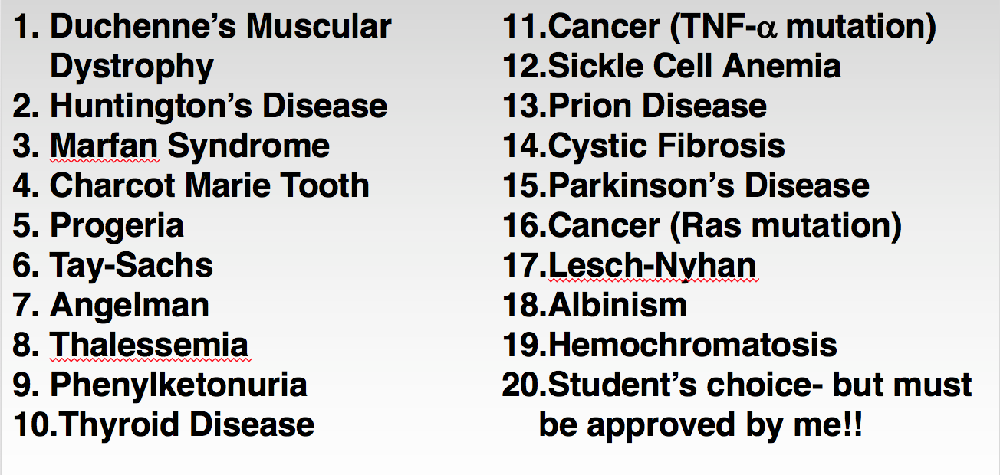 1. Duchenne’s Muscular
Dystrophy
2. Huntington’s Disease
3. Marfan Syndrome
4. Charcot Marie Tooth
5. Progeria
6. Tay-Sachs
7. Angelman
8. Thalessemia
9. Phenylketonuria
10.Thyroid Disease
11.Cancer (TNF-α mutation)
12.Sickle Cell Anemia
13.Prion Disease
14.Cystic Fibrosis
15.Parkinson’s Disease
16.Cancer (Ras mutation)
17.Lesch-Nyhan
18.Albinism
19.Hemochromatosis
20.Student’s choice- but must
be approved by me!!